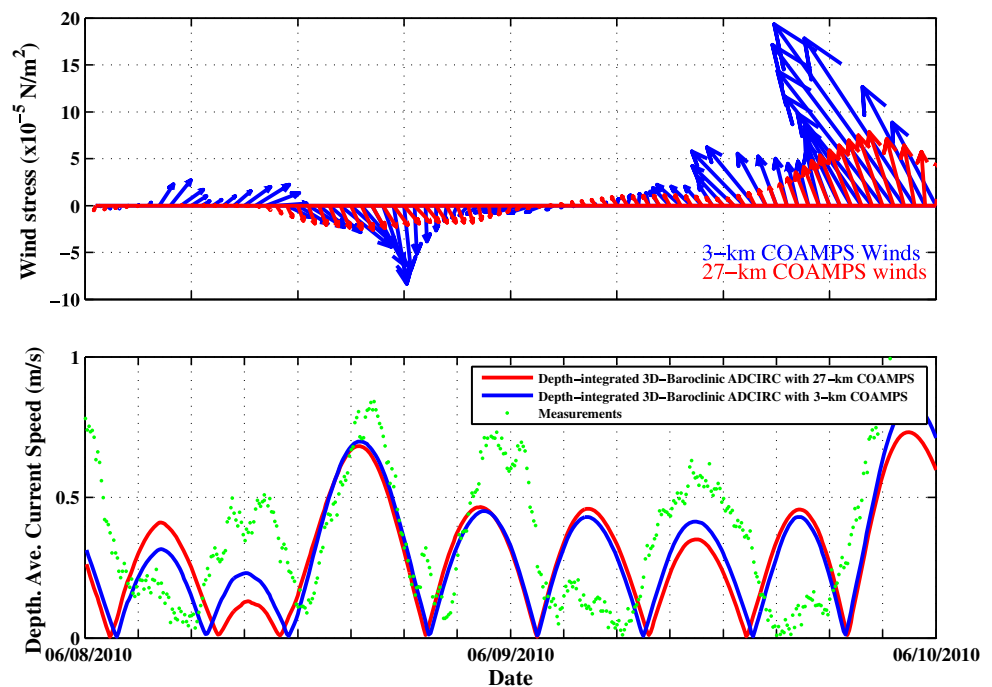 20
15
10
5
0
−5
−10
Wind stress (x10−5 N/m2)
3−km COAMPS Winds
27−km COAMPS winds
1
0.5
0
Depth. Ave. Current Speed (m/s)
Depth−integrated 3D−Baroclinic ADCIRC with 27−km COAMPS
Depth−integrated 3D−Baroclinic ADCIRC with 3−km COAMPS
Measurements
06/08/2010
06/09/2010
06/10/2010
Date